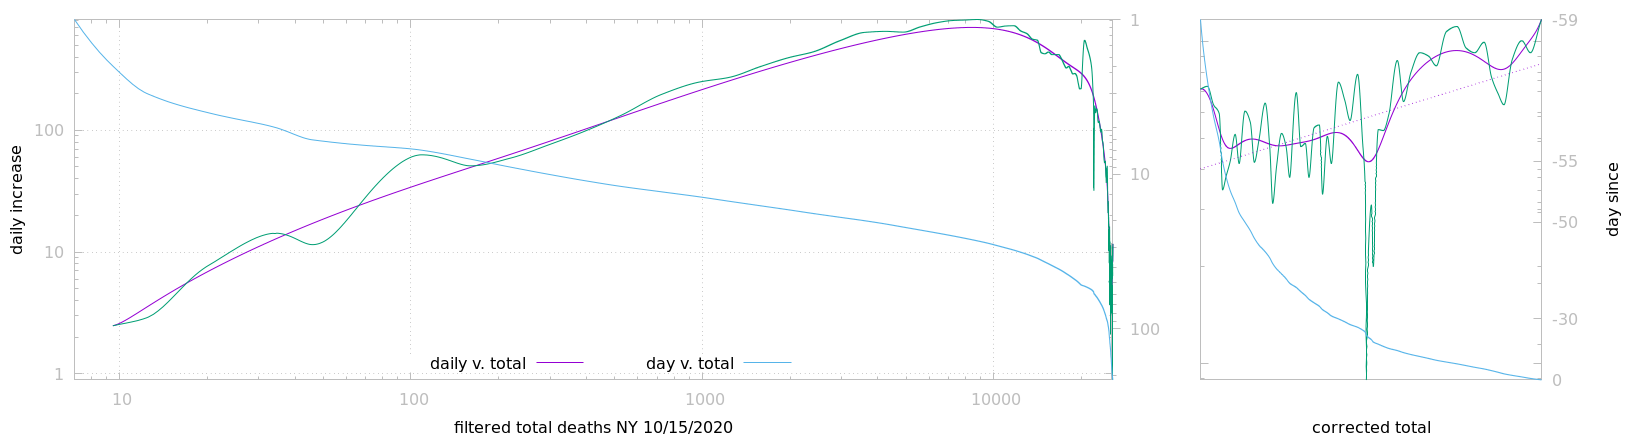 daily increase
100
10
1
daily v. total
day v. total
10
100
1000
10000
filtered total deaths NY 10/15/2020
1
10
100
-59
-55
-50
-30
0
day since
corrected total